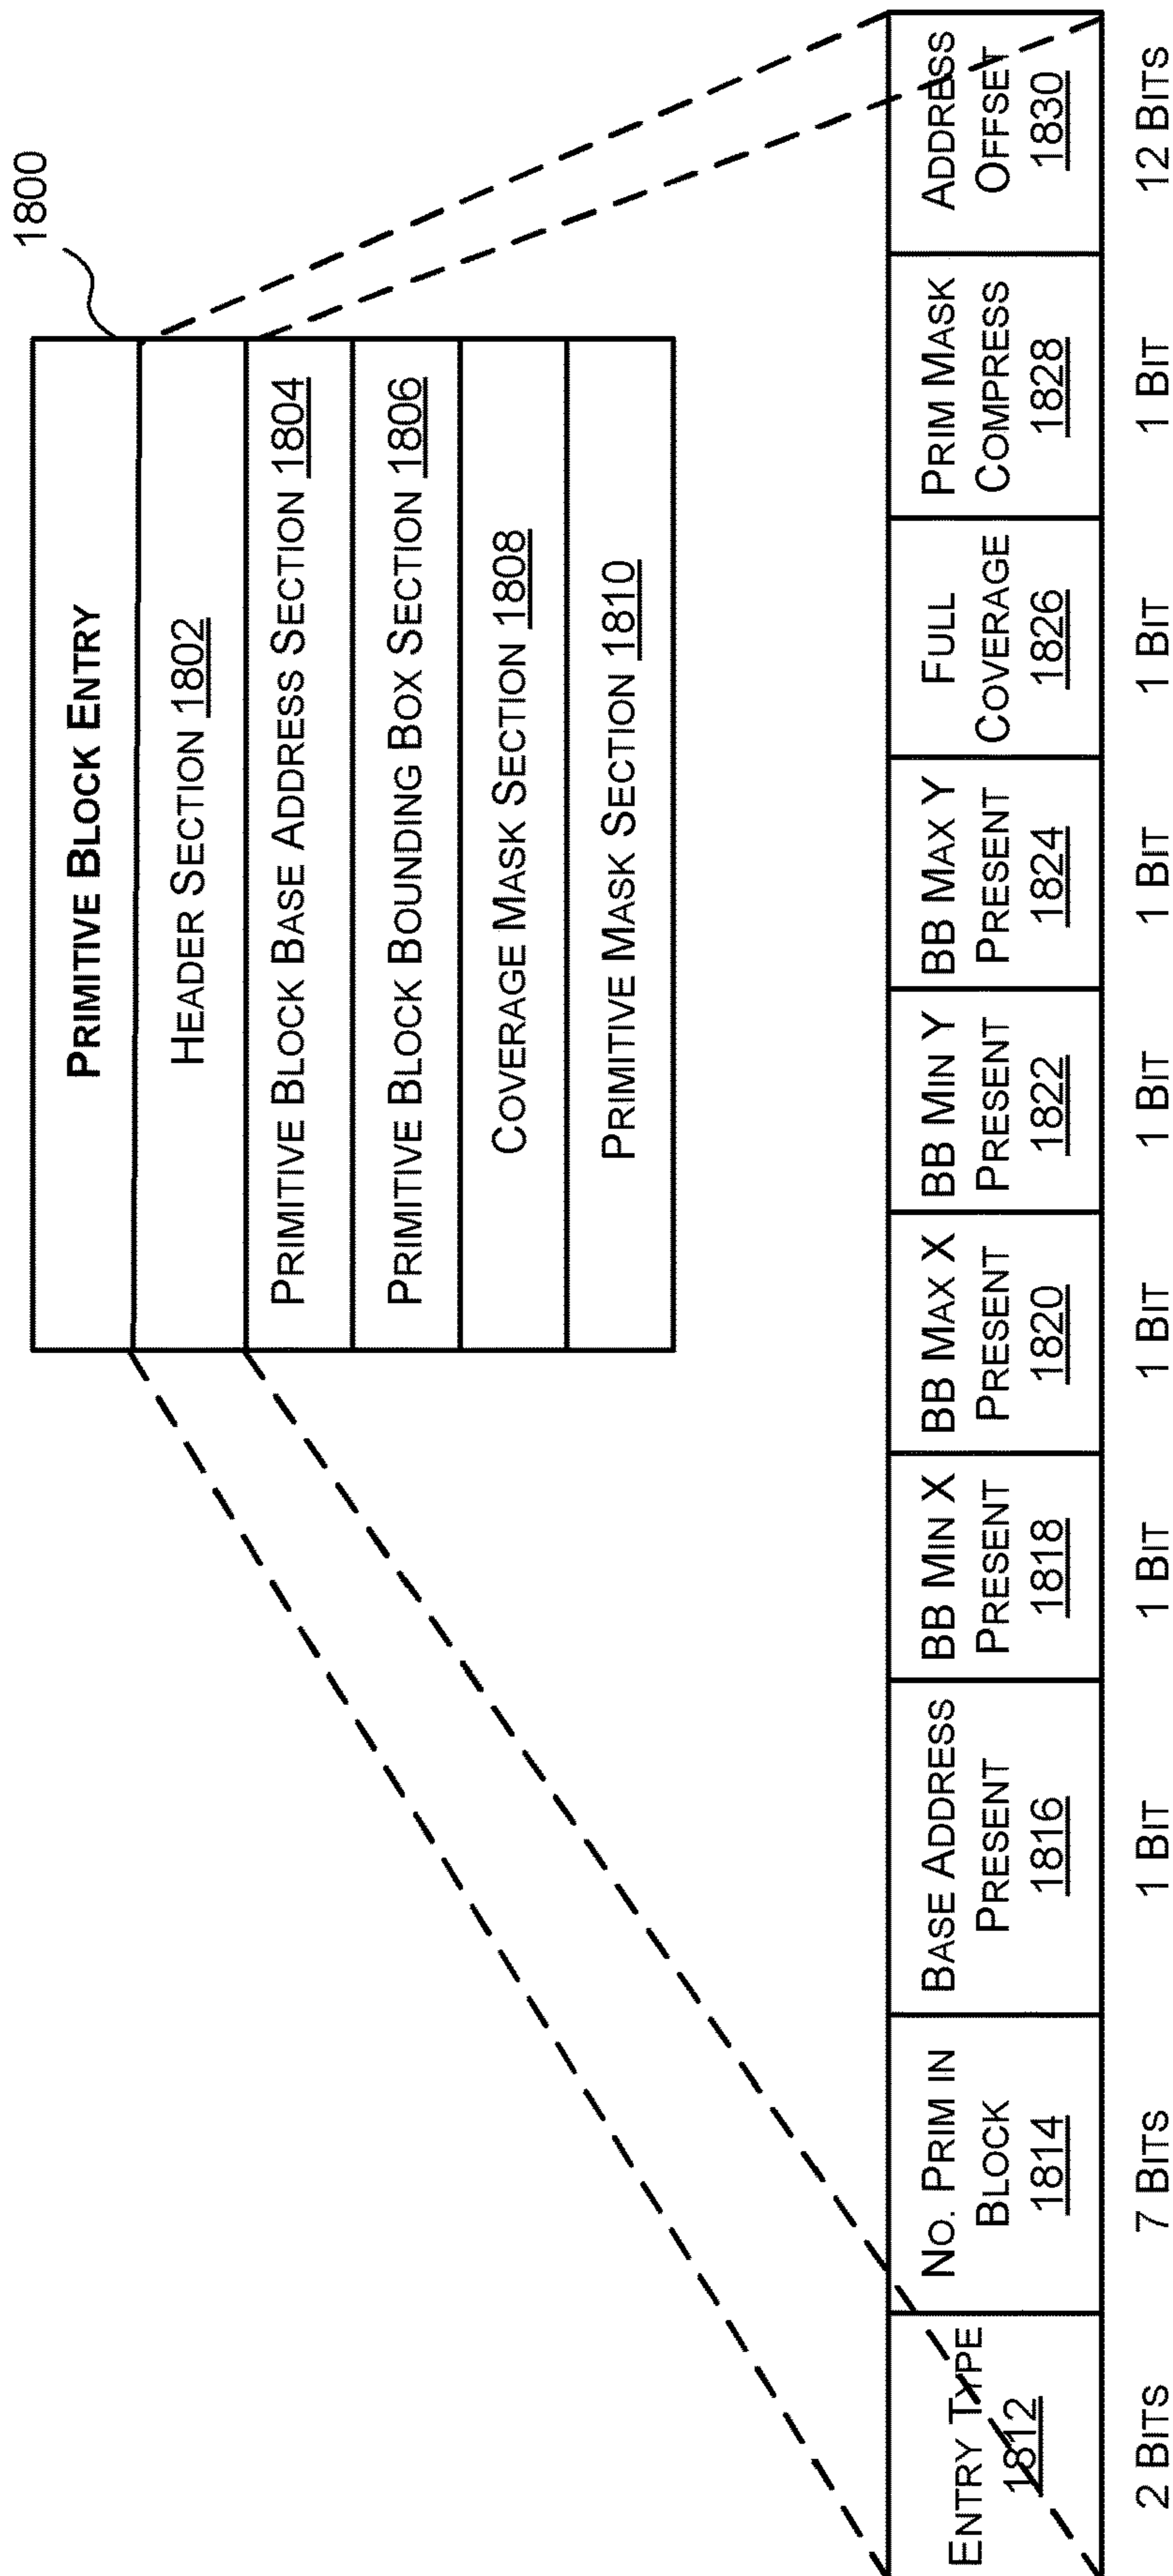 1800
PRIMITIVE BLOCK ENTRY
HEADER SECTION 1802
PRIMITIVE BLOCK BASE ADDRESS SECTION 1804
PRIMITIVE BLOCK BOUNDING BOX SECTION 1806
COVERAGE MASK SECTION 1808
PRIMITIVE MASK SECTION 1810
ENTRY TYPE
1812
2 BITS
NO. PRIM IN
BLOCK
1814
7 BITS
BASE ADDRESS
PRESENT
1816
1 BIT
BB MIN X
PRESENT
1818
1 BIT
BB MAX X
PRESENT
1820
1 BIT
BB MIN Y
PRESENT
1822
1 BIT
BB MAX Y
PRESENT
1824
1 BIT
FULL
COVERAGE
1826
1 BIT
PRIM MASK
COMPRESS
1828
1 BIT
ADDRESS
OFFSET
1830
12 BITS